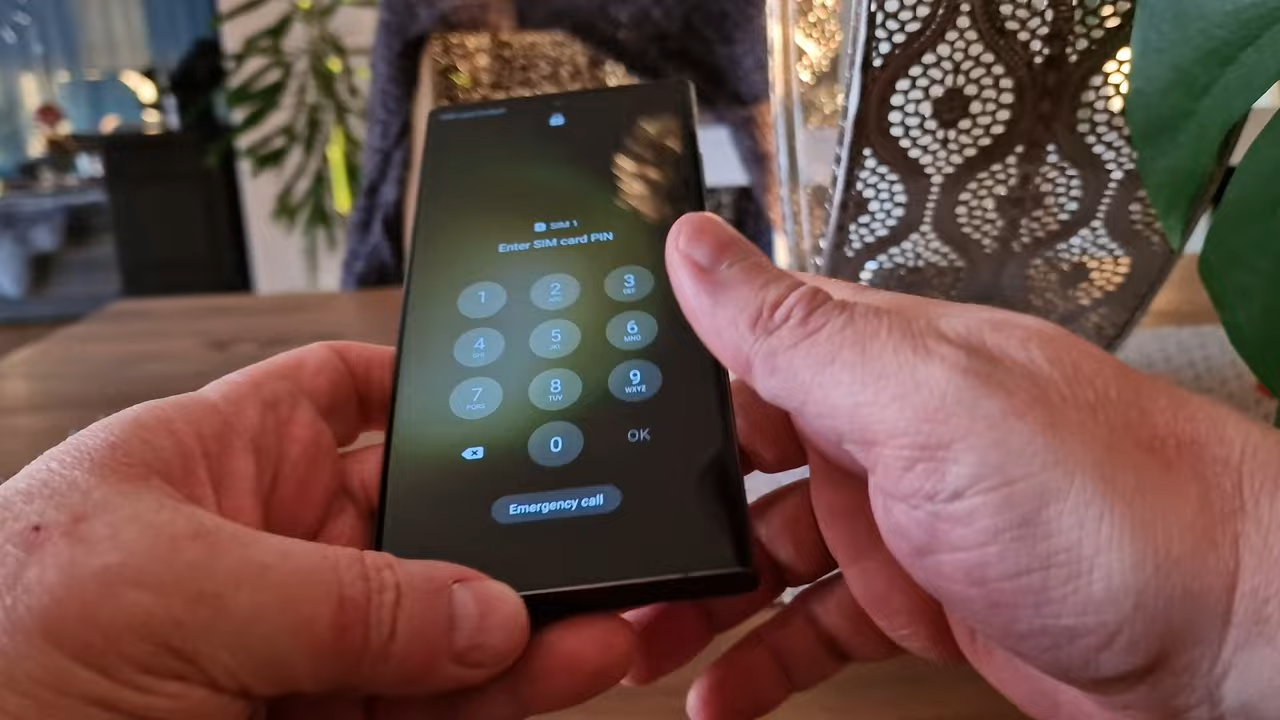 SIM 1
Enter SIM card PIN
1
2 ABC
3 DEF
4 GHI
5 JKL
6 MNO
7 PQRS
8 TUV
9 WXYZ
0
OK
Emergency call